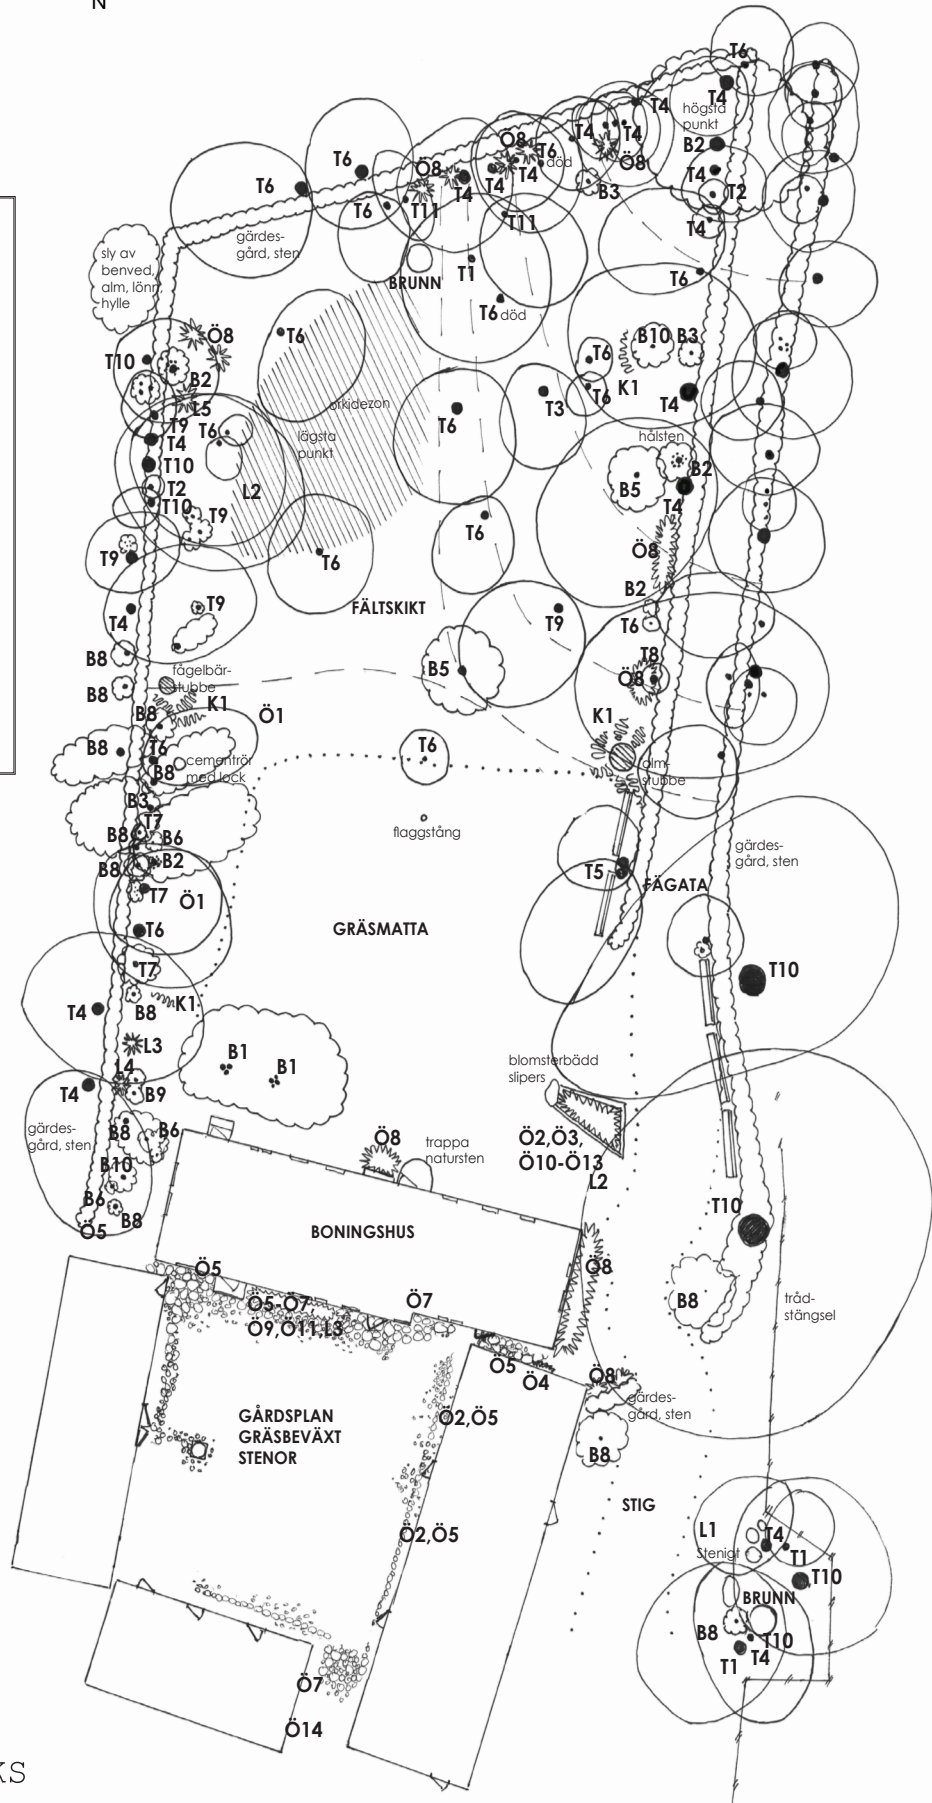 N
T6
T4
T4
högsta
punkt
T4
T4
Ö8
T6
död
T4
T4
T4
Ö8
B2
T4
T2
T4
B3
T6
T6
Ö8
T6
T11
T11
gärdes-
gård, sten
sly av
benved,
alm, lönn,
hylle
BRUNN
T1
T6
T6 död
Ö8
T6
T10
B2
L5
T6
T6
K1
B10
B3
T4
orkidezon
T3
T9
T4
T6
T10
T2
T10
L2
T9
lägsta
punkt
T6
hålsten
B2
B5
T4
T6
T9
T6
Ö8
FÄLTSKIKT
B2
T6
T4
T9
T9
B8
B5
T8
Ö8
fågelbär-
stubbe
B8
K1
Ö1
K1
B8
B8
T6
B8
cementrör
med lock
T6
alm-
stubbe
B3
T7
B8
B6
B8
B2
flaggstång
gärdes-
gård, sten
T5
FÄGATA
T7
Ö1
T6
GRÄSMATTA
T7
T10
T4
B8
K1
L3
L4
T4
B9
B1
B1
blomsterbädd
slipers
gärdes-
gård, sten
B8
B6
B10
B6
B8
Ö5
Ö8
trappa
natursten
Ö2,Ö3,
Ö10-Ö13
L2
T10
BONINGSHUS
Ö8
Ö5
Ö5-Ö7,
Ö9,Ö11,L3
Ö7
B8
tråd-
stängsel
Ö5
Ö4
Ö8
gärdes-
gård, sten
B8
GÅRDSPLAN
GRÄSBEVÄXT
STENOR
Ö2,Ö5
STIG
Ö2,Ö5
L1
Stenigt
T4
T1
T10
BRUNN
B8
T10
T4
T1
Ö7
Ö14
KS